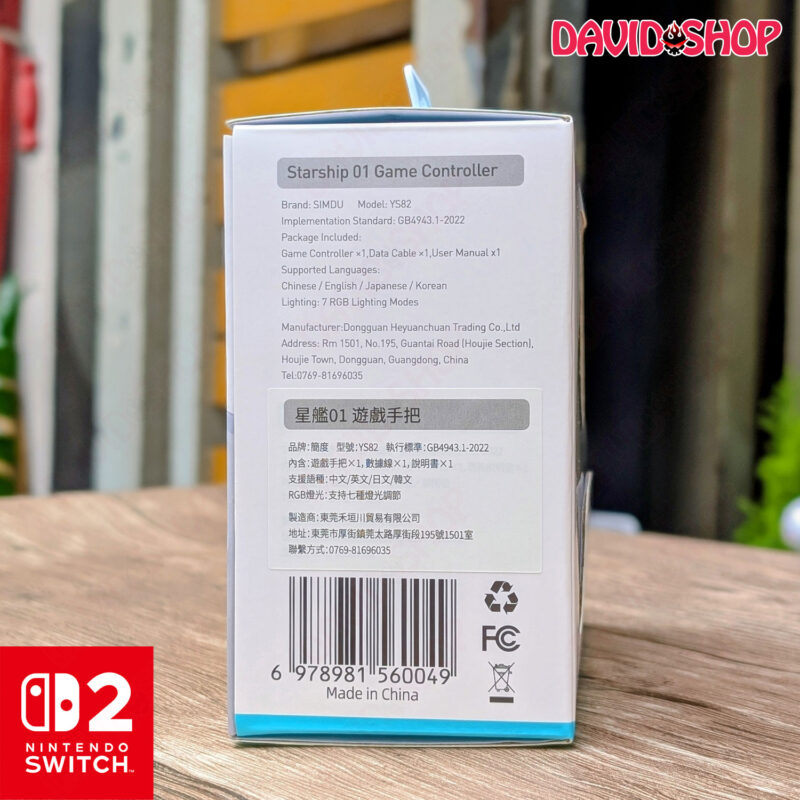 DAVID SHOP
Starship 01 Game Controller
Brand: SIMDU Model: YS82
Implementation Standard: GB4943.1-2022
Package Included:
Game Controller ×1,Data Cable ×1,User Manual x1
Supported Languages:
Chinese / English / Japanese / Korean
Lighting: 7 RGB Lighting Modes
Manufacturer:Dongguan Heyuanchuan Trading Co.,Ltd
Address: Rm 1501, No.195, Guantai Road (Houjie Section),
Houjie Town, Dongguan, Guangdong, China
Tel:0769-81696035
星艦01 遊戲手把
品牌:簡度 型號:YS82 執行標準:GB4943.1-2022
內含:遊戲手把×1,數據線×1,說明書×1
支援語種:中文/英文/日文/韓文
RGB燈光:支持七種燈光調節
製造商:東莞禾垣川貿易有限公司
地址:東莞市厚街鎮莞太路厚街段195號1501室
聯繫方式:0769-81696035
6 978981 560049
Made in China
FC
2
NINTENDO
SWITCH